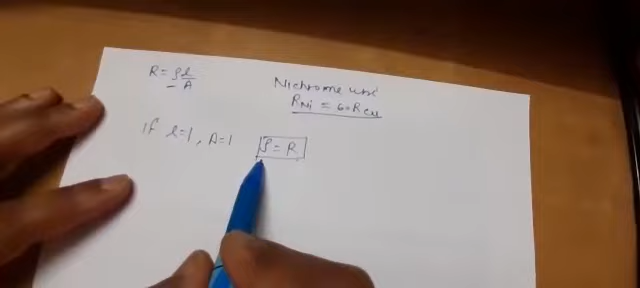 R = ρl/A
Nichrome wire
RNi = 60 RCu
If l=1, A=1 ρ = R